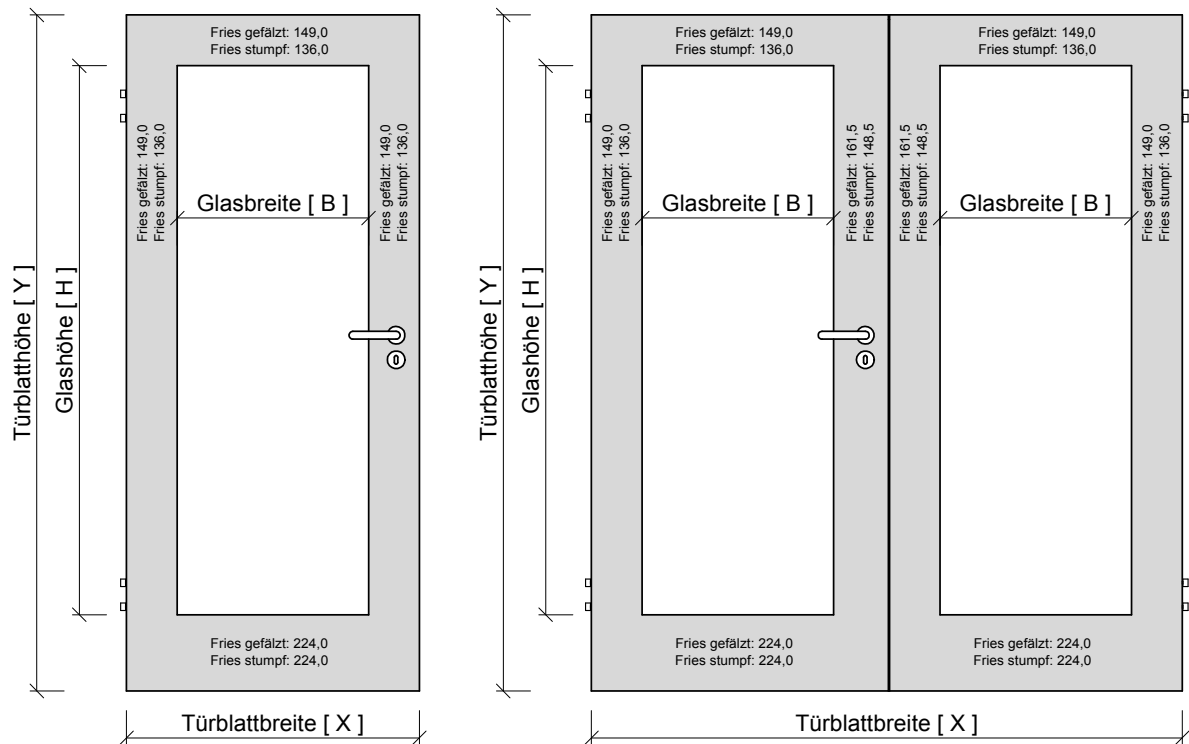 Fries gefälzt: 149,0
Fries stumpf: 136,0
Fries gefälzt: 149,0
Fries stumpf: 136,0
Fries gefälzt: 149,0
Fries stumpf: 136,0
Glasbreite [ B ]
Türblatthöhe [ Y ]
Glashöhe [ H ]
Fries gefälzt: 224,0
Fries stumpf: 224,0
Türblattbreite [ X ]
Fries gefälzt: 149,0
Fries stumpf: 136,0
Fries gefälzt: 149,0
Fries stumpf: 136,0
Fries gefälzt: 149,0
Fries stumpf: 136,0
Fries gefälzt: 161,5
Fries stumpf: 148,5
Fries gefälzt: 161,5
Fries stumpf: 148,5
Fries gefälzt: 149,0
Fries stumpf: 136,0
Glasbreite [ B ]
Glasbreite [ B ]
Türblatthöhe [ Y ]
Glashöhe [ H ]
Fries gefälzt: 224,0
Fries stumpf: 224,0
Fries gefälzt: 224,0
Fries stumpf: 224,0
Türblattbreite [ X ]